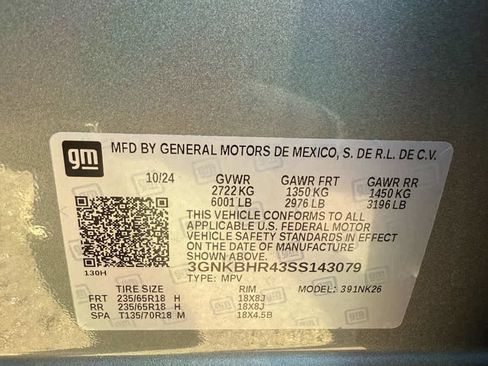 gm
MFD BY GENERAL MOTORS DE MEXICO, S. DE R.L. DE C.V.
10/24 GVWR GAWR FRT GAWR RR
2722 KG 1350 KG 1450 KG
6001 LB 2976 LB 3196 LB
THIS VEHICLE CONFORMS TO ALL
APPLICABLE U.S. FEDERAL MOTOR
VEHICLE SAFETY STANDARDS IN
EFFECT ON THE DATE OF MANUFACTURE
SHOWN ABOVE.
3GNKBHR43SS143079
130H TYPE: MPV
TIRE SIZE RIM MODEL: 391NK26
FRT 235/65R18 H 18X8J
RR 235/65R18 H 18X8J
SPA T135/70R18 M 18X4.5B